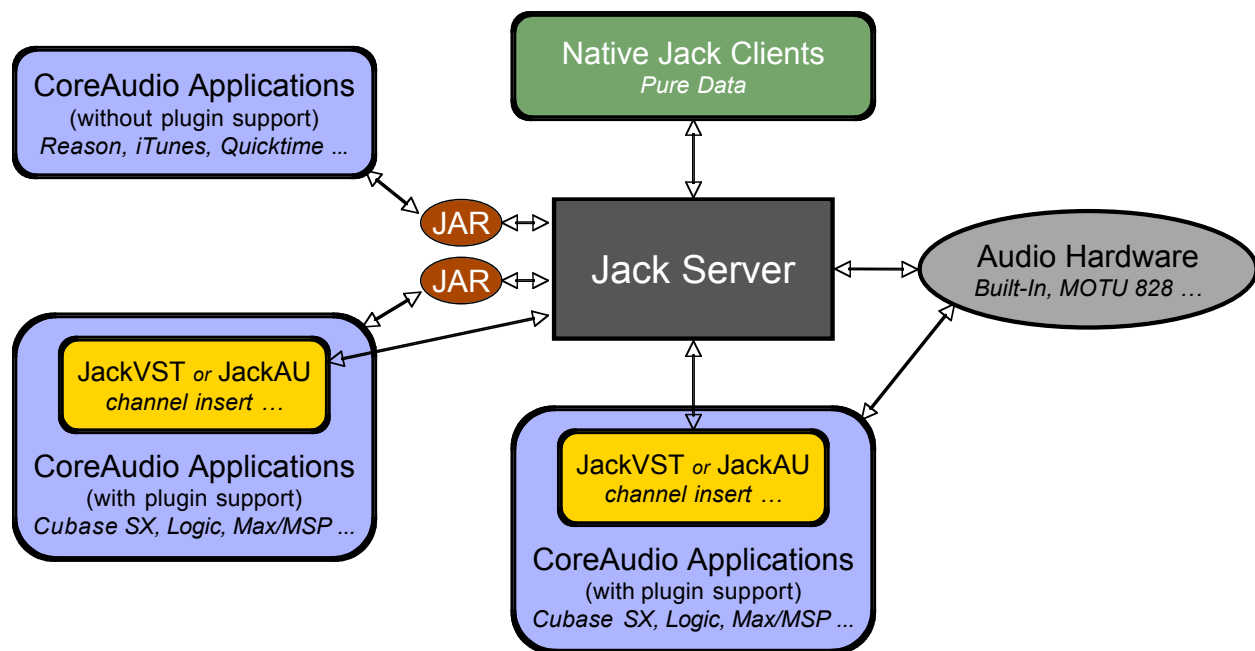 CoreAudio Applications
(without plugin support)
Reason, iTunes, Quicktime ...
Native Jack Clients
Pure Data
JAR
JAR
Jack Server
Audio Hardware
Built-In, MOTU 828 …
JackVST or JackAU
channel insert …
CoreAudio Applications
(with plugin support)
Cubase SX, Logic, Max/MSP ...
JackVST or JackAU
channel insert …
CoreAudio Applications
(with plugin support)
Cubase SX, Logic, Max/MSP ...